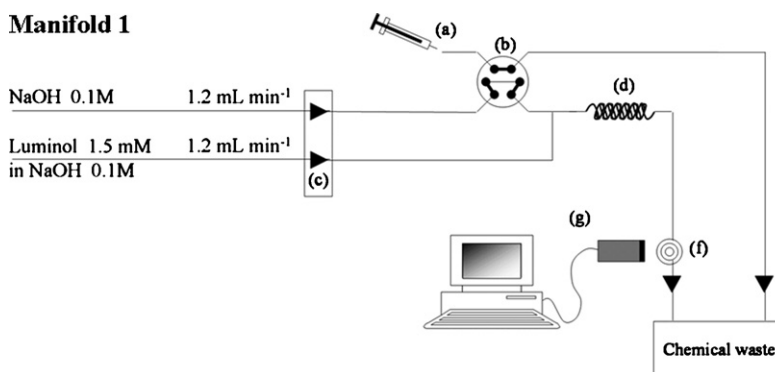 Manifold 1
(a)
(b)
NaOH 0.1M 1.2 mL min⁻¹
(d)
Luminol 1.5 mM 1.2 mL min⁻¹
in NaOH 0.1M
(c)
(g)
(f)
Chemical waste